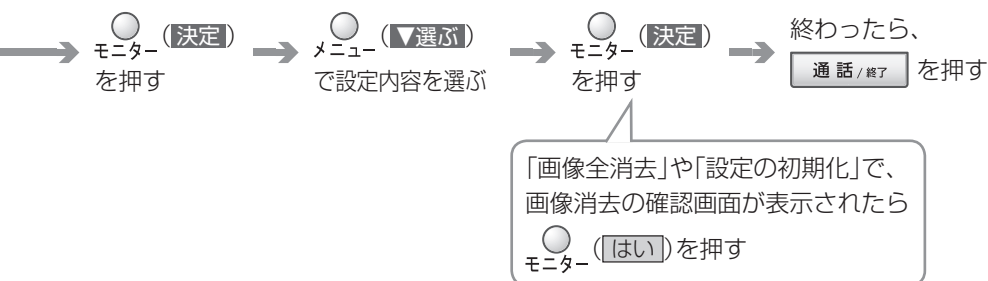 モニター(決定)
を押す
メニュー(▼選ぶ)
で設定内容を選ぶ
モニター(決定)
を押す
終わったら、
通話/終了 を押す
「画像全消去」や「設定の初期化」で、
画像消去の確認画面が表示されたら
モニター(はい)を押す